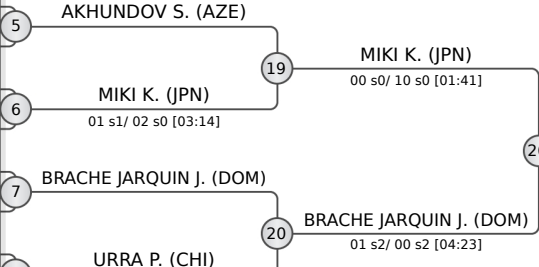 AKHUNDOV S. (AZE)
5
19
MIKI K. (JPN)
00 s0/ 10 s0 [01:41]
MIKI K. (JPN)
6
01 s1/ 02 s0 [03:14]
BRACHE JARQUIN J. (DOM)
7
20
BRACHE JARQUIN J. (DOM)
01 s2/ 00 s2 [04:23]
URRA P. (CHI)